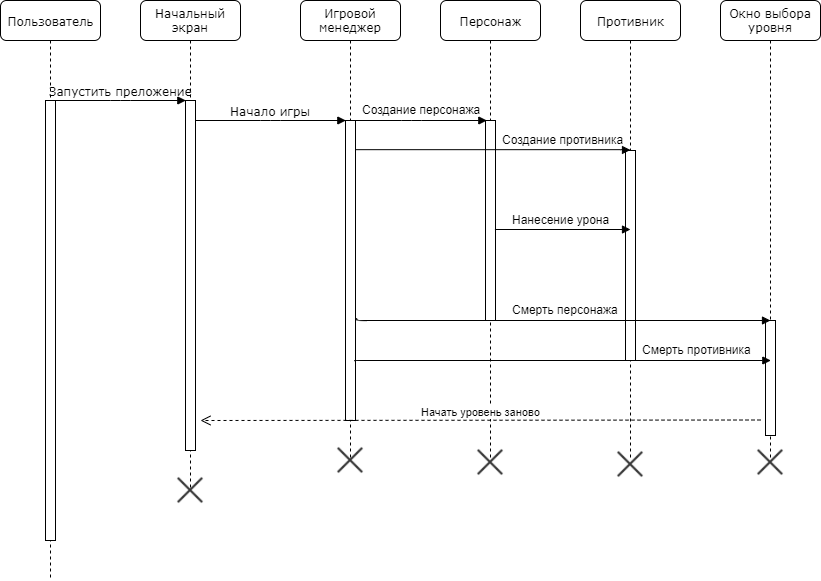 Пользователь
Начальный
экран
Игровой
менеджер
Персонаж
Противник
Окно выбора
уровня
Запустить преложение
Начало игры
Создание персонажа
Создание противника
Нанесение урона
Смерть персонажа
Смерть противника
Начать уровень заново